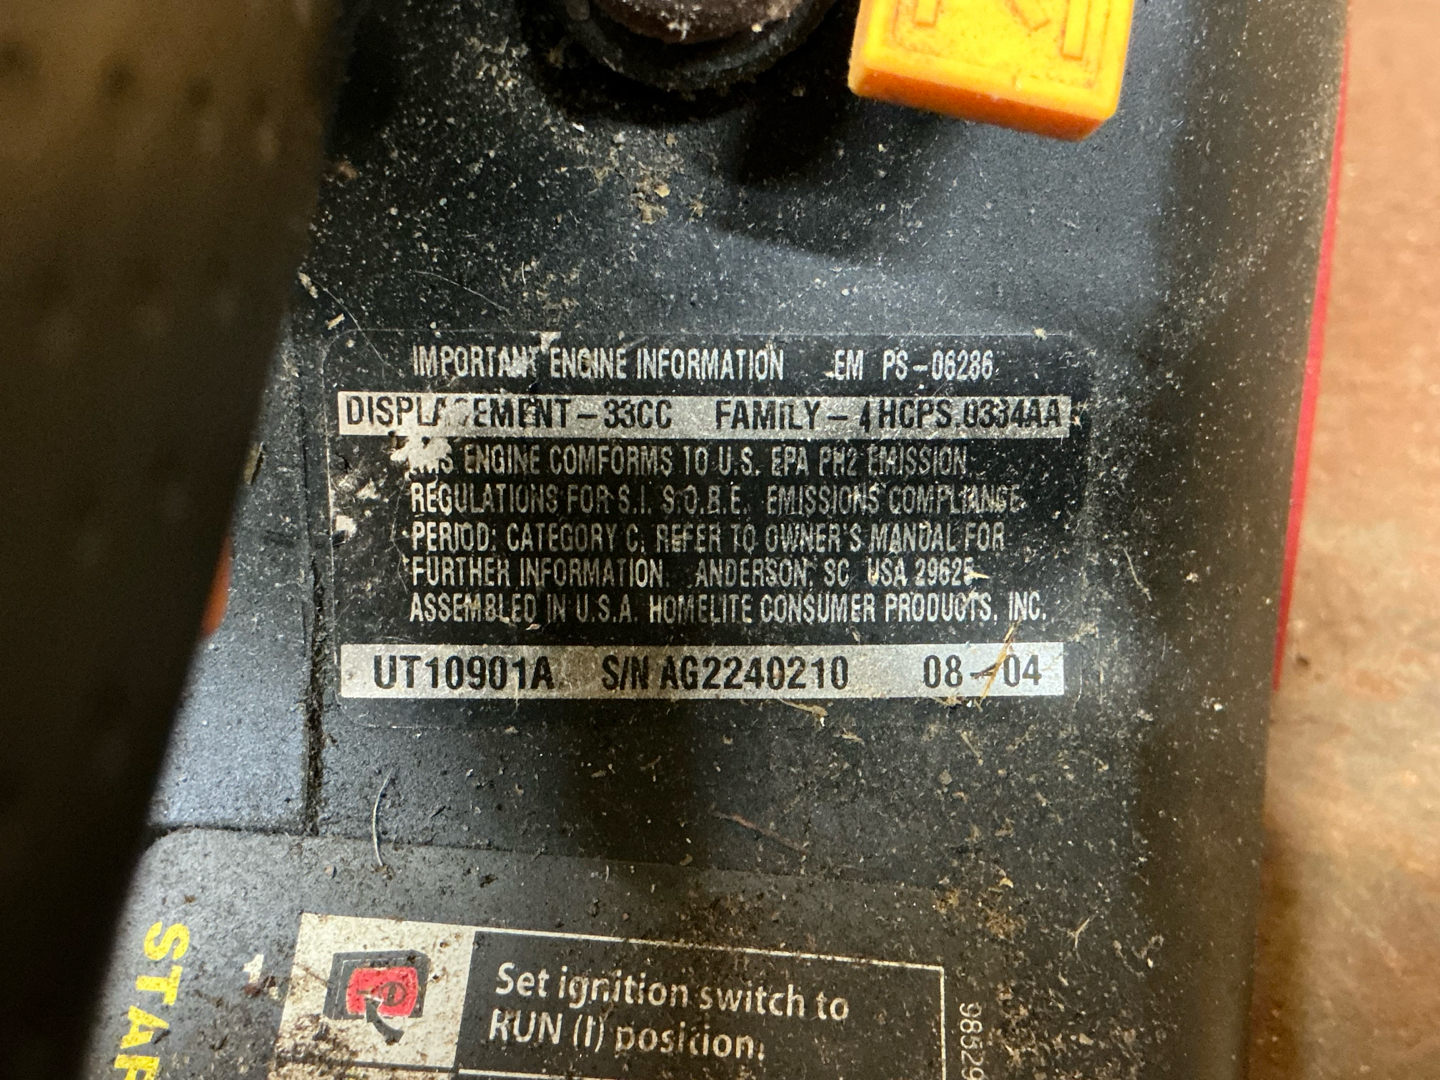 IMPORTANT ENGINE INFORMATION EM PS-06286
DISPLACEMENT-33CC FAMILY-4HCPS.0334AA
ENGINE COMFORMS TO U.S. EPA PH2 EMISSION
REGULATIONS FOR S.I. S.O.R.E. EMISSIONS COMPLIANCE
PERIOD: CATEGORY C, REFER TO OWNER'S MANUAL FOR
FURTHER INFORMATION. ANDERSON, SC USA 29625
ASSEMBLED IN U.S.A. HOMELITE CONSUMER PRODUCTS, INC.
UT10901A S/N AG2240210 08-04
Set ignition switch to
RUN (I) position.